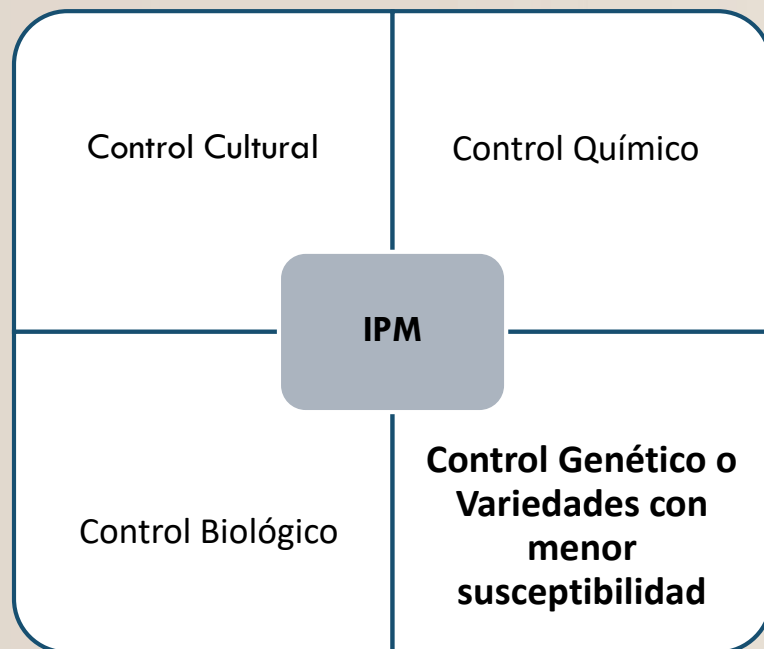 Control Cultural
Control Químico
IPM
Control Biológico
Control Genético o
Variedades con
menor
susceptibilidad